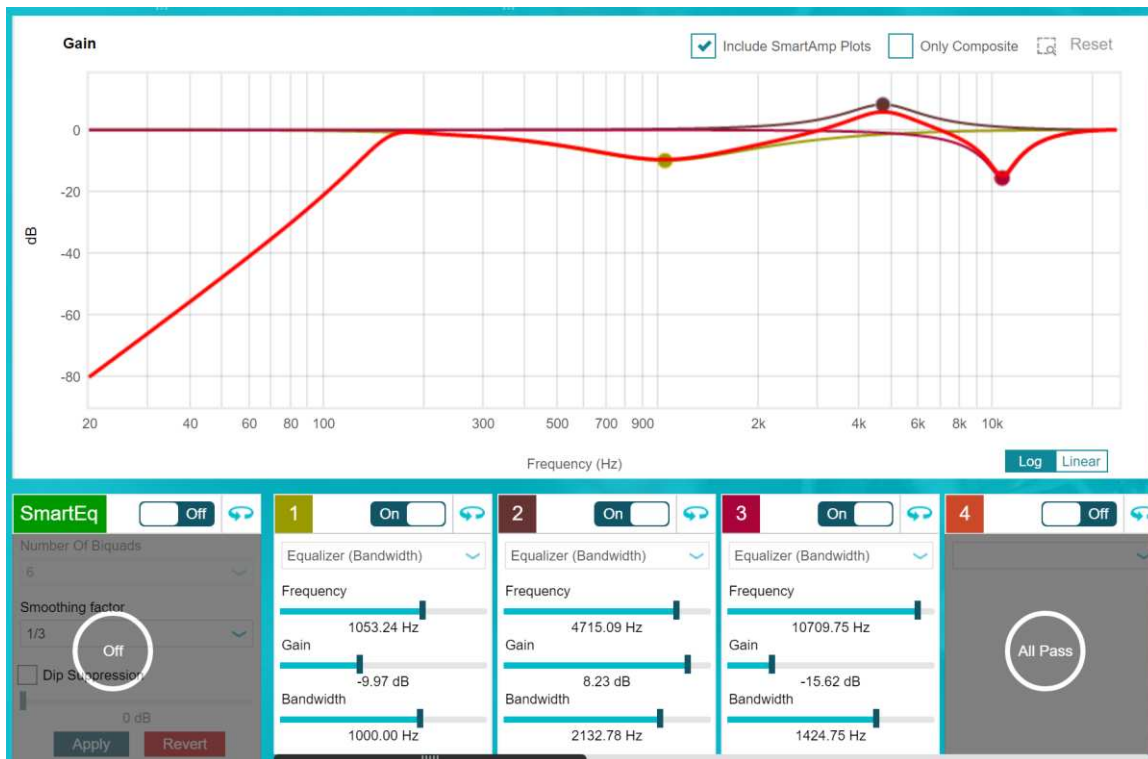 Gain
Include SmartAmp Plots
Only Composite
Reset
dB
0
-20
-40
-60
-80
20 40 60 80 100 300 500 700 900 2k 4k 6k 8k 10k
Frequency (Hz)
Log Linear
SmartEq Off
Number Of Biquads
6
Smoothing factor
1/3
Off
Dip Suppression
0 dB
Apply Revert
1 On
Equalizer (Bandwidth)
Frequency
1053.24 Hz
Gain
-9.97 dB
Bandwidth
1000.00 Hz
2 On
Equalizer (Bandwidth)
Frequency
4715.09 Hz
Gain
8.23 dB
Bandwidth
2132.78 Hz
3 On
Equalizer (Bandwidth)
Frequency
10709.75 Hz
Gain
-15.62 dB
Bandwidth
1424.75 Hz
4 Off
All Pass